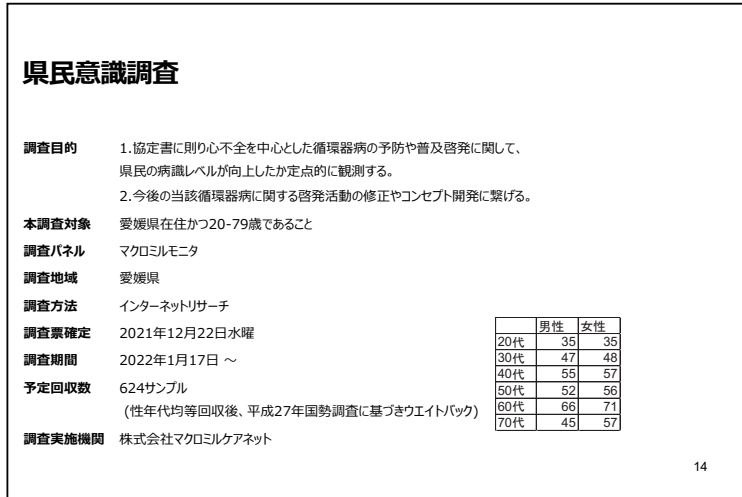 県民意識調査
調査目的 1.協定書に則り心不全を中心とした循環器病の予防や普及啓発に関して、
県民の病識レベルが向上したか定点的に観測する。
2.今後の当該循環器病に関する啓発活動の修正やコンセプト開発に繋げる。
本調査対象 愛媛県在住かつ20-79歳であること
調査パネル マクロミルモニタ
調査地域 愛媛県
調査方法 インターネットリサーチ
調査票確定 2021年12月22日水曜
調査期間 2022年1月17日 ～
予定回収数 624サンプル
(性年代均等回収後、平成27年国勢調査に基づきウエイトバック)
調査実施機関 株式会社マクロミルケアネット
男性 女性
20代 35 35
30代 47 48
40代 55 57
50代 52 56
60代 66 71
70代 45 57
14